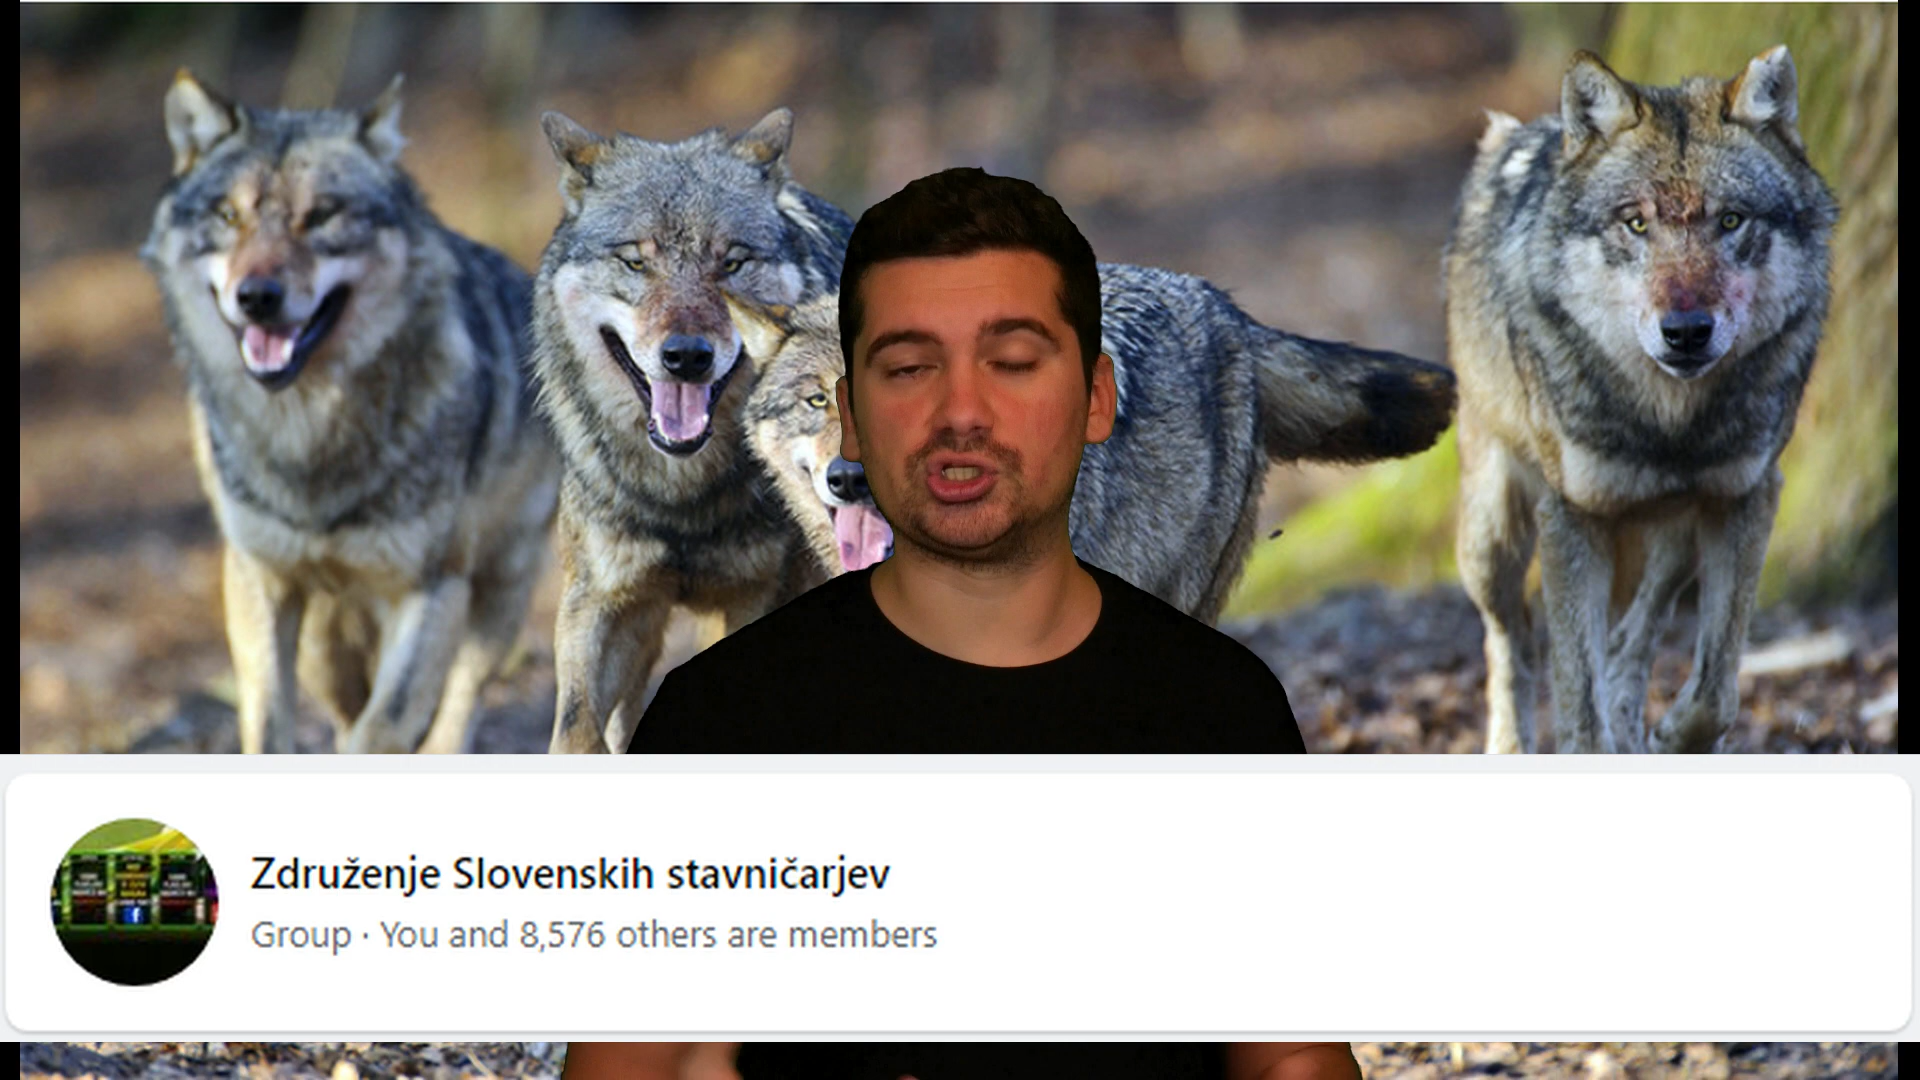 Združenje Slovenskih stavničarjev
Group · You and 8,576 others are members